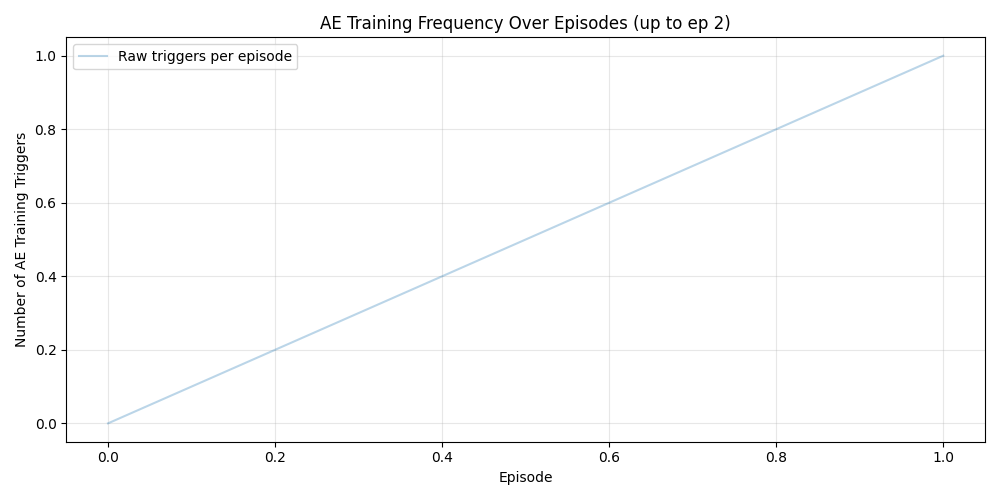 AE Training Frequency Over Episodes (up to ep 2)
Raw triggers per episode
Number of AE Training Triggers
1.0
0.8
0.6
0.4
0.2
0.0
0.0 0.2 0.4 0.6 0.8 1.0
Episode